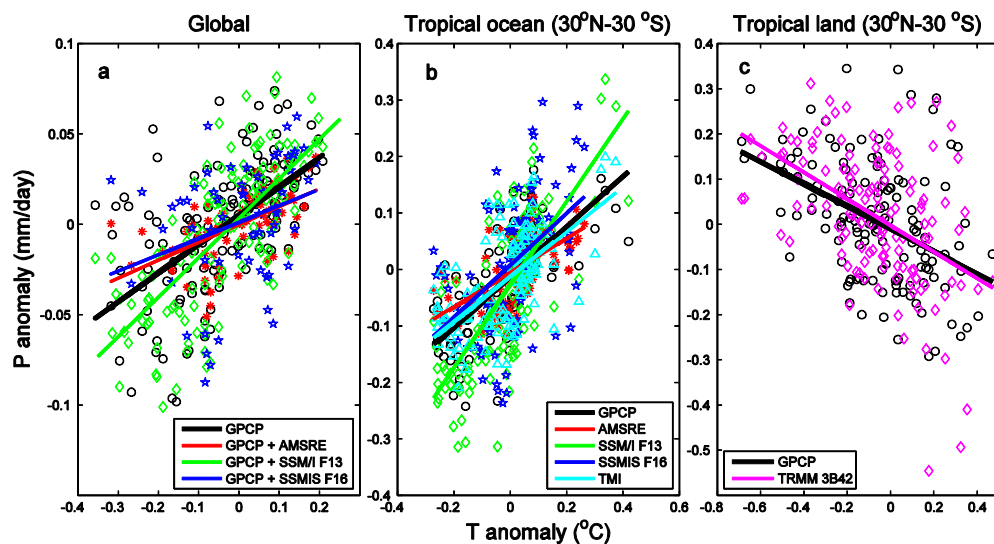 Global
Tropical ocean (30°N-30 °S)
Tropical land (30°N-30 °S)
P anomaly (mm/day)
a
0.1
0.05
0
-0.05
-0.1
-0.4 -0.3 -0.2 -0.1 0 0.1 0.2
GPCP
GPCP + AMSRE
GPCP + SSM/I F13
GPCP + SSMIS F16
b
0.4
0.3
0.2
0.1
0
-0.1
-0.2
-0.3
-0.4
-0.4 -0.2 0 0.2 0.4 0.6
GPCP
AMSRE
SSM/I F13
SSMIS F16
TMI
c
0.4
0.3
0.2
0.1
0
-0.1
-0.2
-0.3
-0.4
-0.5
-0.8 -0.6 -0.4 -0.2 0 0.2 0.4
GPCP
TRMM 3B42
T anomaly (°C)